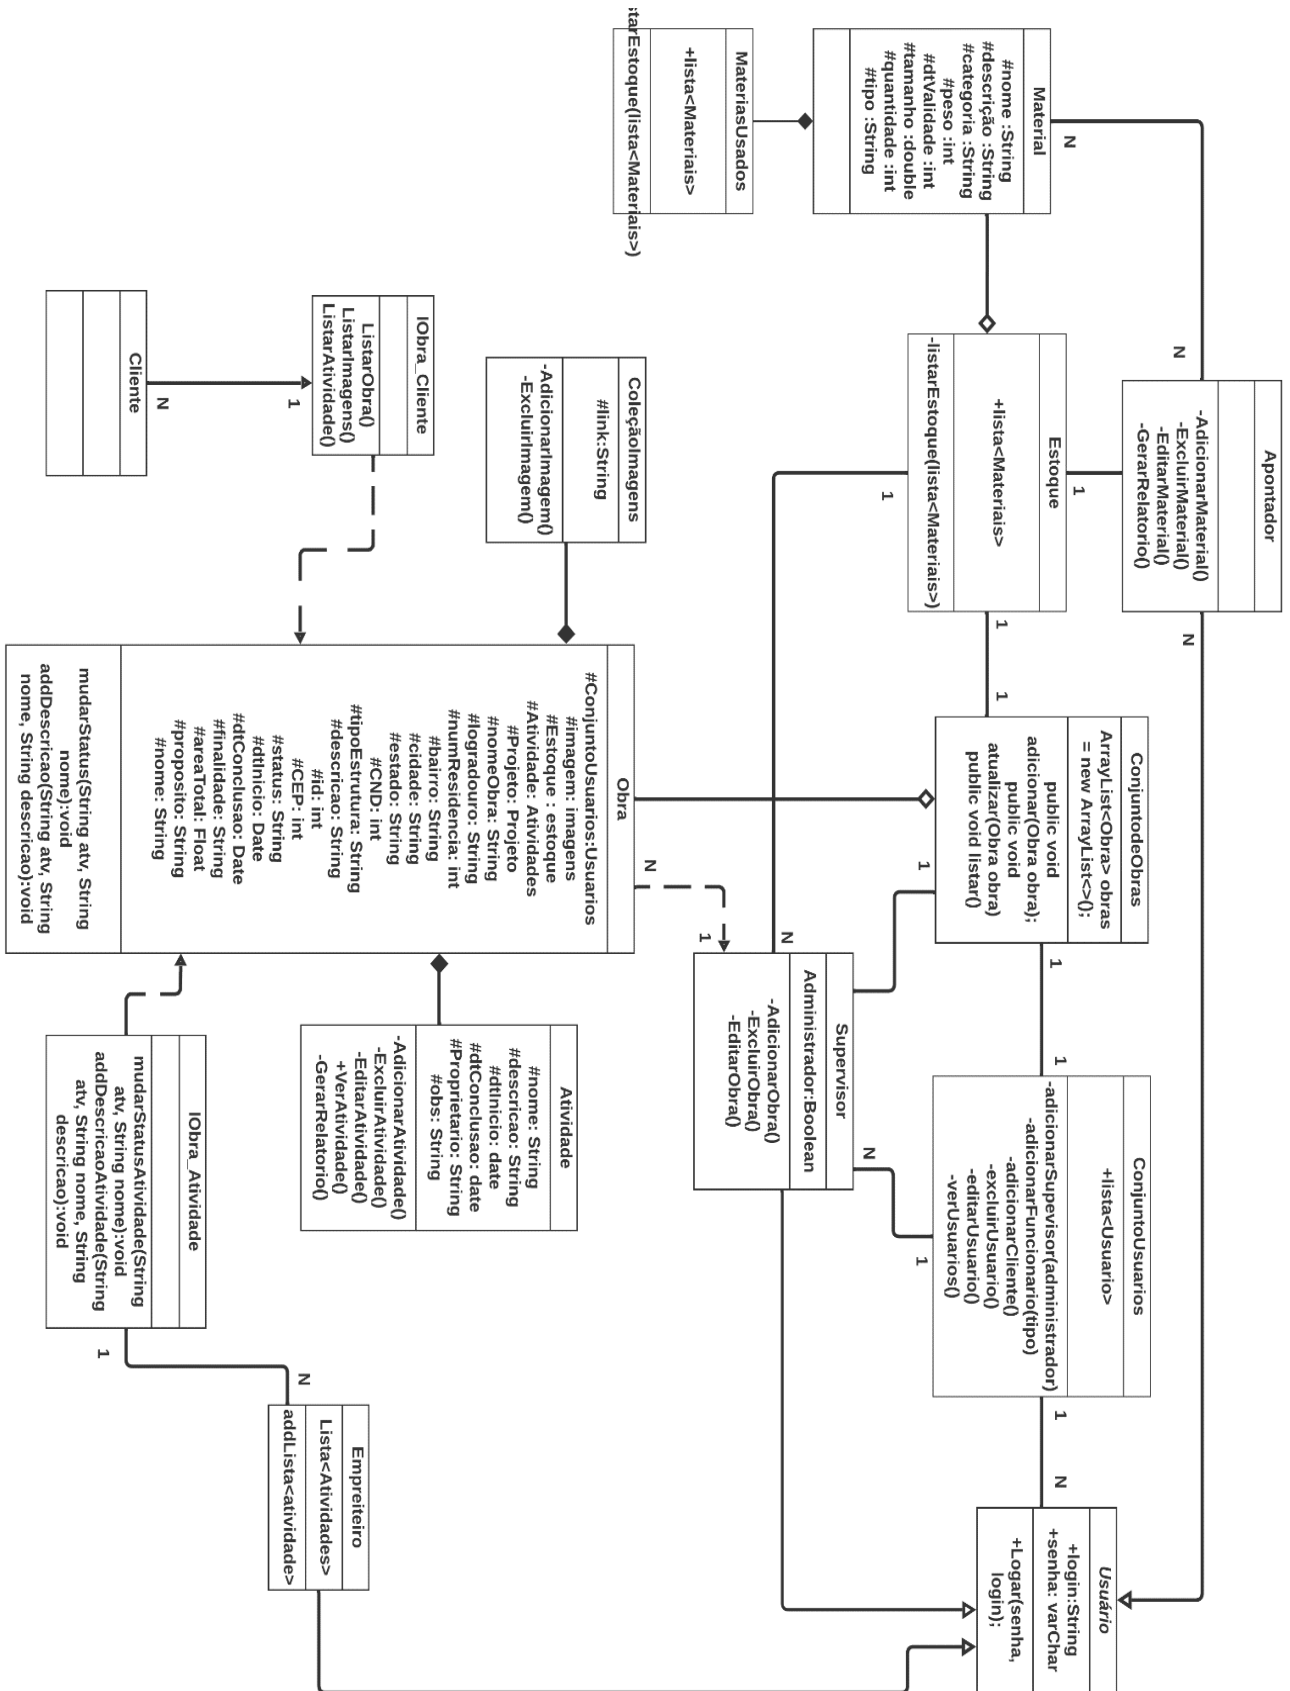 Material
#nome :String
#descrição :String
#categoria :String
#peso :int
#dtValidade :int
#tamanho :double
#quantidade :int
#tipo :String
MateriasUsados
+lista<Materiais>
starEstoque(lista<Materiais>)
N
N
Apontador
-AdicionarMaterial()
-ExcluirMaterial()
-EditarMaterial()
-GerarRelatorio()
1
N
Estoque
+lista<Materiais>
-listarEstoque(lista<Materiais>)
1
1
1
IObra_Cliente
ListarObra()
ListarImagens()
ListarAtividade()
1
N
Cliente
ColeçãoImagens
#link:String
-AdicionarImagem()
-ExcluirImagem()
ConjuntodeObras
ArrayList<Obra> obras
= new ArrayList<>();
public void
adicionar(Obra obra);
public void
atualizar(Obra obra)
public void listar()
1
1
1
Obra
#ConjuntoUsuarios:Usuarios
#imagem: imagens
#Estoque : estoque
#Atividade: Atividades
#Projeto: Projeto
#nomeObra: String
#logradouro: String
#numResidencia: int
#bairro: String
#cidade: String
#estado: String
#CND: int
#tipoEstrutura: String
#descricao: String
#id: int
#CEP: int
#status: String
#dtInicio: Date
#dtConclusao: Date
#finalidade: String
#areaTotal: Float
#proposito: String
#nome: String
mudarStatus(String atv, String
nome):void
addDescricao(String atv, String
nome, String descricao):void
N
1
N
Supervisor
Administrador:Boolean
-AdicionarObra()
-ExcluirObra()
-EditarObra()
N
1
ConjuntoUsuarios
+lista<Usuario>
-adicionarSupevisor(administrador)
-adicionarFuncionario(tipo)
-adicionarCliente()
-excluirUsuario()
-editarUsuario()
-verUsuarios()
1
N
Atividade
#nome: String
#descricao: String
#dtInicio: date
#dtConclusao: date
#Proprietario: String
#obs: String
-AdicionarAtividade()
-ExcluirAtividade()
-EditarAtividade()
+VerAtividade()
-GerarRelatorio()
IObra_Atividade
mudarStatusAtividade(String
atv, String nome):void
addDescricaoAtividade(String
atv, String nome, String
descricao):void
1
N
Empreiteiro
Lista<Atividades>
addLista<atividade>
Usuário
+login:String
+senha: varChar
+Logar(senha,
login);